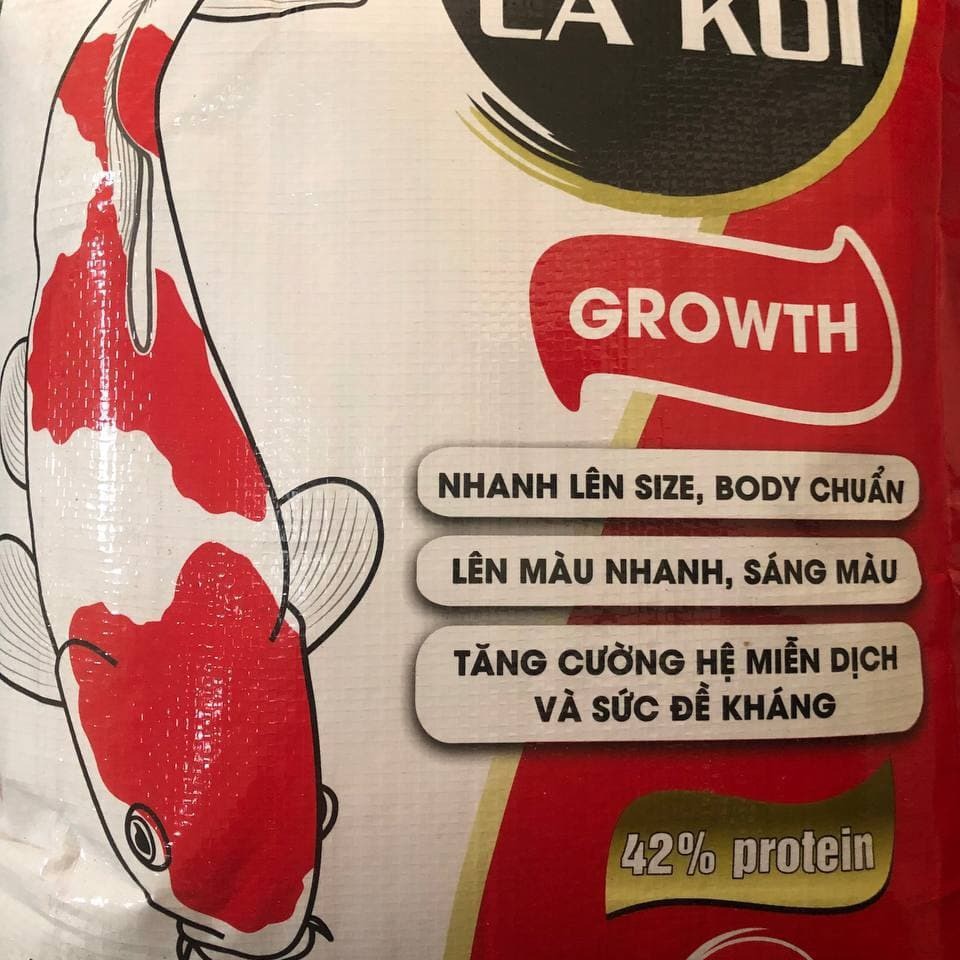 CÁ KOI
GROWTH
NHANH LÊN SIZE, BODY CHUẨN
LÊN MÀU NHANH, SÁNG MÀU
TĂNG CƯỜNG HỆ MIỄN DỊCH
VÀ SỨC ĐỀ KHÁNG
42% protein